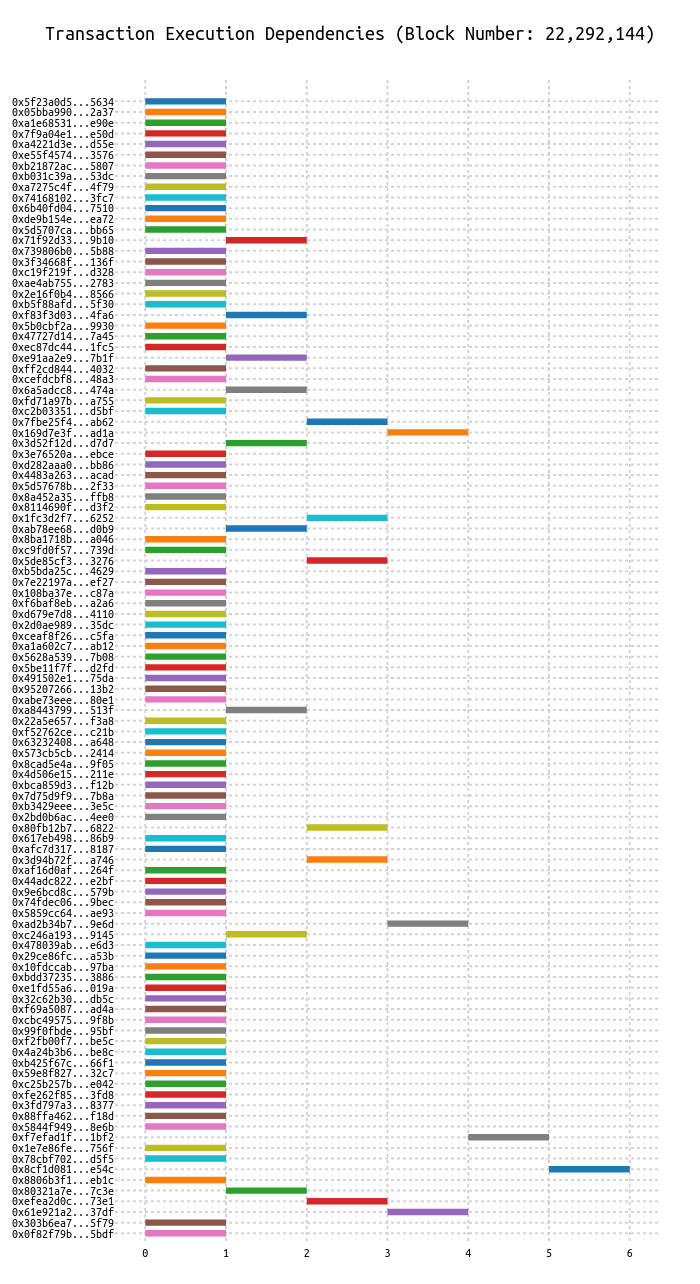 Transaction Execution Dependencies (Block Number: 22,292,144)
0x5f23a0d5...5634
0x05bba990...2a37
0xa1e68531...e90e
0x7f9a04e1...e50d
0xa4221d3e...d55e
0xe55f4574...3576
0xb21872ac...5807
0xb031c39a...53dc
0xa7275c4f...4f79
0x74168102...3fc7
0x6b40fd04...7510
0xde9b154e...ea72
0x5d5707ca...bb65
0x71f92d33...9b10
0x739806b0...5b88
0x3f34668f...136f
0xc19f219f...d328
0xae4ab755...2783
0x2e16f0b4...8566
0xb5f88afd...5f30
0xf83f3d03...4fa6
0x5b0cbf2a...9930
0x47727d14...7a45
0xec87dc44...1fc5
0xe91aa2e9...7b1f
0xff2cd844...4032
0xcefdcbf8...48a3
0x6a5adcc8...474a
0xfd71a97b...a755
0xc2b03351...d5bf
0x7fbe25f4...ab62
0x169d7e3f...ad1a
0x3d52f12d...d7d7
0x3e76520a...ebce
0xd282aaa0...bb86
0x4483a263...acad
0x5d57678b...2f33
0x8a452a35...ffb8
0x8114690f...d3f2
0x1fc3d2f7...6252
0xab78ee68...d0b9
0x8ba1718b...a046
0xc9fd0f57...739d
0x5de85cf3...3276
0xb5bda25c...4629
0x7e22197a...ef27
0x108ba37e...c87a
0xf6baf8eb...a2a6
0xd679e7d8...4110
0x2d0ae989...35dc
0xceaf8f26...c5fa
0xa1a602c7...ab12
0x5628a539...7b08
0x5be11f7f...d2fd
0x491502e1...75da
0x95207266...13b2
0xabe73eee...80e1
0xa8443799...513f
0x22a5e657...f3a8
0xf52762ce...c21b
0x63232408...a648
0x573cb5cb...2414
0x8cad5e4a...9f05
0x4d506e15...211e
0xbca859d3...f12b
0x7d75d9f9...7b8a
0xb3429eee...3e5c
0x2bd0b6ac...4ee0
0x80fb12b7...6822
0x617eb498...86b9
0xafc7d317...8187
0x3d94b72f...a746
0xaf16d0af...264f
0x44adc822...e2bf
0x9e6bcd8c...579b
0x74fdec06...9bec
0x5859cc64...ae93
0xad2b34b7...9e6d
0xc246a193...9145
0x478039ab...e6d3
0x29ce86fc...a53b
0x10fdccab...97ba
0xbdd37235...3886
0xe1fd55a6...019a
0x32c62b30...db5c
0xf69a5087...ad4a
0xcbc49575...9f8b
0x99f0fbde...95bf
0xf2fb00f7...be5c
0x4a24b3b6...be8c
0xb425f67c...66f1
0x59e8f827...32c7
0xc25b257b...e042
0xfe262f85...3fd8
0x3fd797a3...8377
0x88ffa462...f18d
0x5844f949...8e6b
0xf7efad1f...1bf2
0x1e7e86fe...756f
0x78cbf702...d5f5
0x8cf1d081...e54c
0x8806b3f1...eb1c
0x80321a7e...7c3e
0xefea2d0c...73e1
0x61e921a2...37df
0x303b6ea7...5f79
0x0f82f79b...5bdf
0 1 2 3 4 5 6